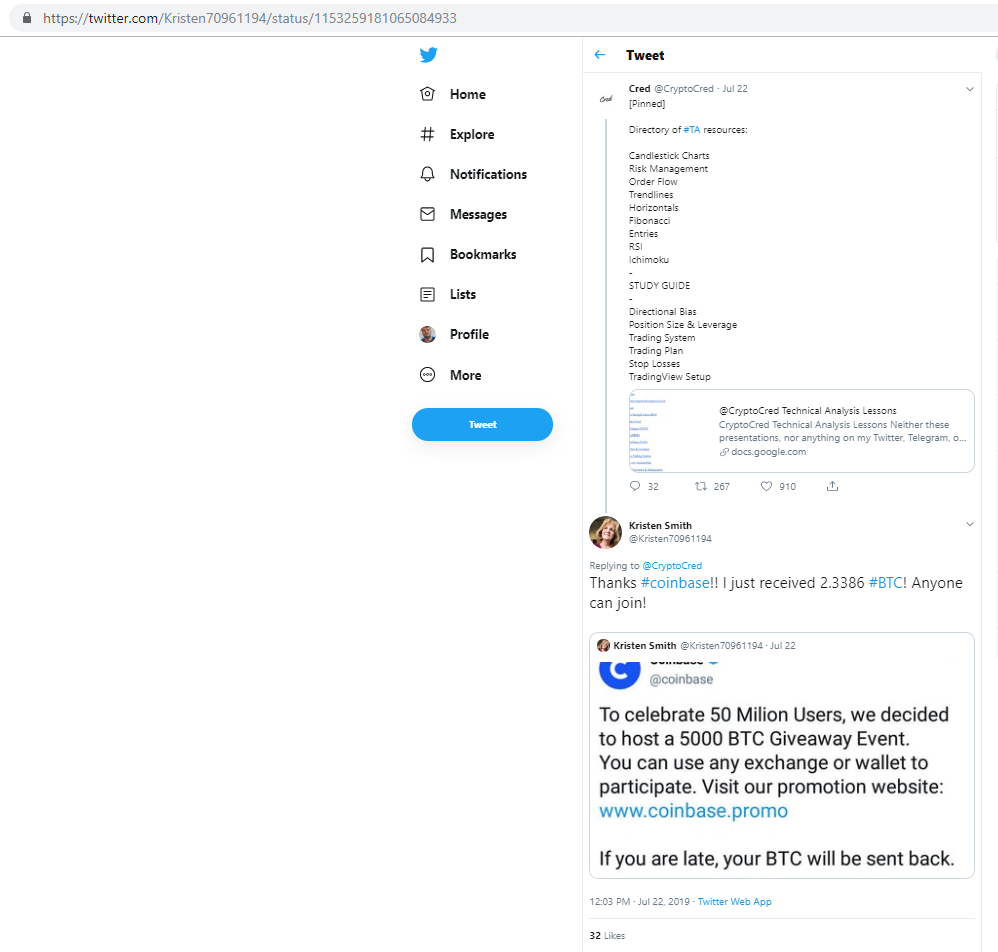 https://twitter.com/Kristen70961194/status/1153259181065084933
Home
Explore
Notifications
Messages
Bookmarks
Lists
Profile
More
Tweet
Tweet
Cred @CryptoCred · Jul 22
[Pinned]
Directory of #TA resources:
Candlestick Charts
Risk Management
Order Flow
Trendlines
Horizontals
Fibonacci
Entries
RSI
Ichimoku
-
STUDY GUIDE
-
Directional Bias
Position Size & Leverage
Trading System
Trading Plan
Stop Losses
TradingView Setup
@CryptoCred Technical Analysis Lessons
CryptoCred Technical Analysis Lessons Neither these
presentations, nor anything on my Twitter, Telegram, o...
docs.google.com
32 267 910
Kristen Smith
@Kristen70961194
Replying to @CryptoCred
Thanks #coinbase!! I just received 2.3386 #BTC! Anyone
can join!
Kristen Smith @Kristen70961194 · Jul 22
@coinbase
To celebrate 50 Milion Users, we decided
to host a 5000 BTC Giveaway Event.
You can use any exchange or wallet to
participate. Visit our promotion website:
www.coinbase.promo
If you are late, your BTC will be sent back.
12:03 PM · Jul 22, 2019 · Twitter Web App
32 Likes